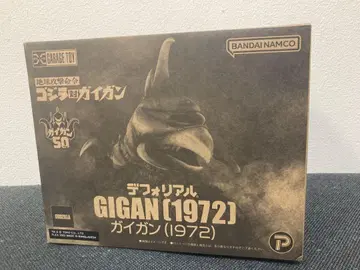 GARAGE TOY
BANDAI NAMCO
地球攻撃命令
ゴジラ対ガイガン
ガイガン
50
デフォリアル
GIGAN(1972)
ガイガン(1972)
GODZILLA
P